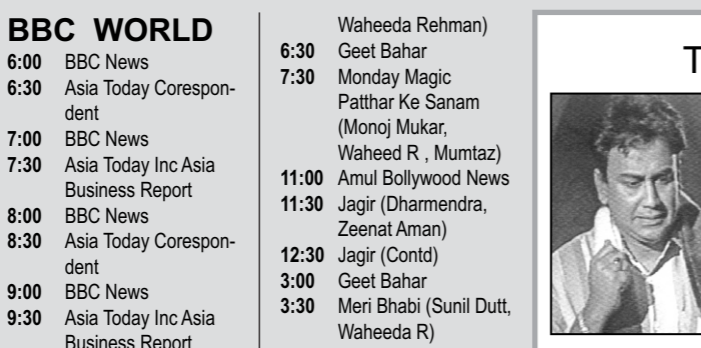 BBC WORLD
6:00 BBC News
6:30 Asia Today Corespon-
dent
7:00 BBC News
7:30 Asia Today Inc Asia
Business Report
8:00 BBC News
8:30 Asia Today Corespon-
dent
9:00 BBC News
9:30 Asia Today Inc Asia
Business Report
Waheeda Rehman)
6:30 Geet Bahar
7:30 Monday Magic
Patthar Ke Sanam
(Monoj Mukar,
Waheed R , Mumtaz)
11:00 Amul Bollywood News
11:30 Jagir (Dharmendra,
Zeenat Aman)
12:30 Jagir (Contd)
3:00 Geet Bahar
3:30 Meri Bhabi (Sunil Dutt,
Waheeda R)
T